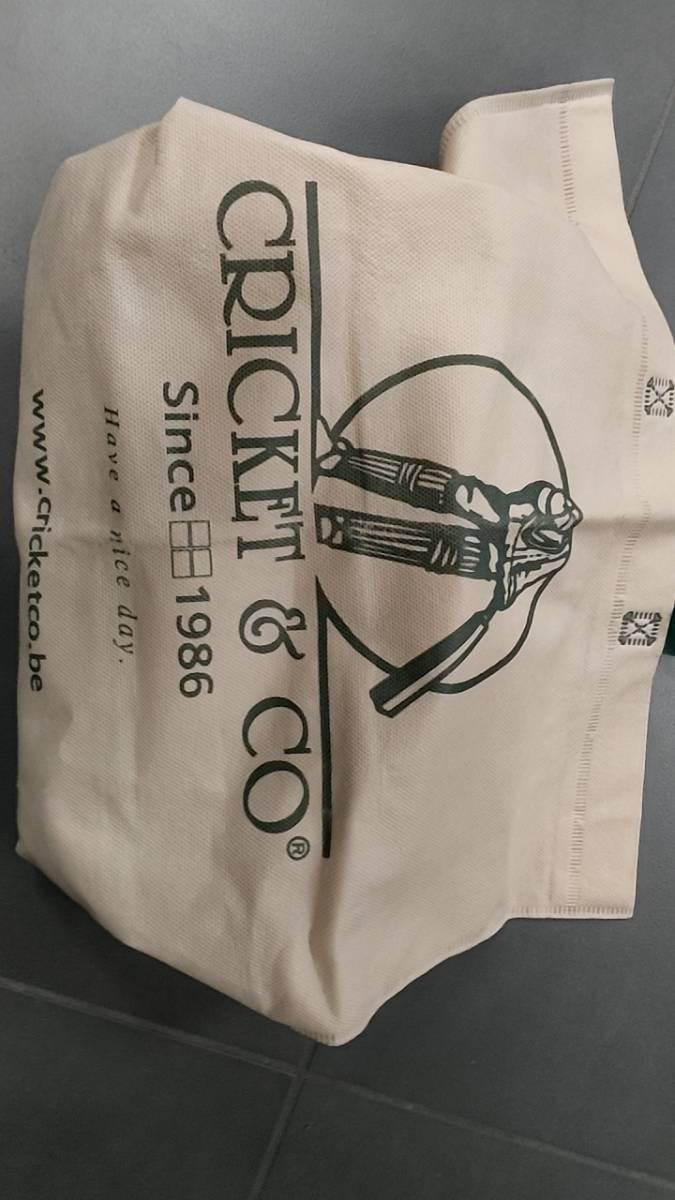 CRICKET & CO®
Since 1986
Have a nice day.
www.cricketco.be